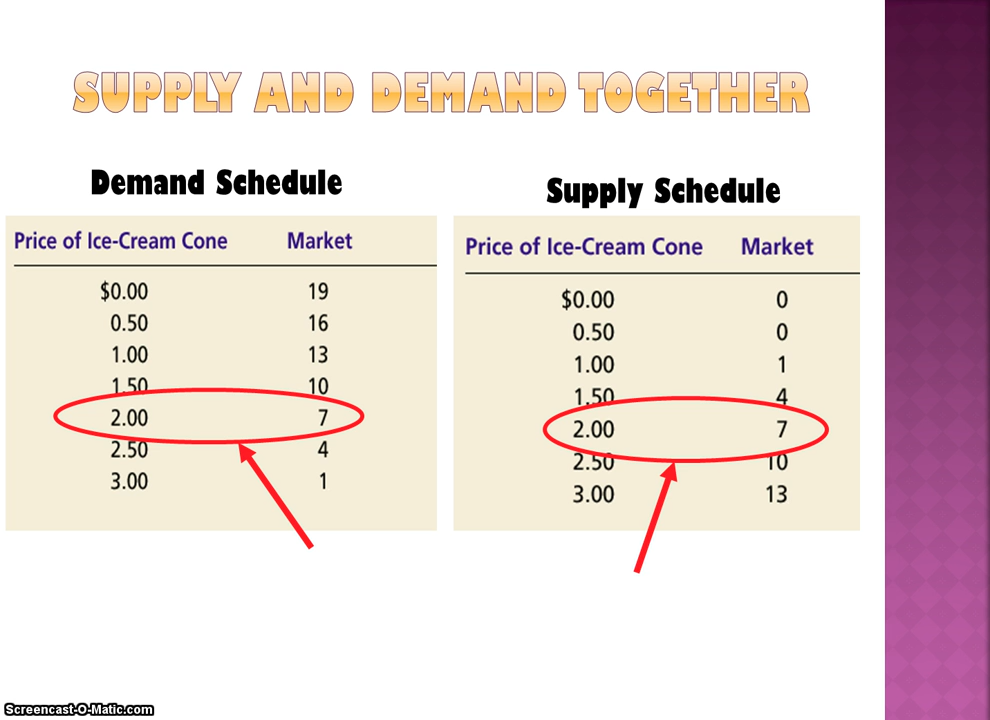 SUPPLY AND DEMAND TOGETHER
Demand Schedule
Price of Ice-Cream Cone Market
$0.00 19
0.50 16
1.00 13
1.50 10
2.00 7
2.50 4
3.00 1
Supply Schedule
Price of Ice-Cream Cone Market
$0.00 0
0.50 0
1.00 1
1.50 4
2.00 7
2.50 10
3.00 13
Screencast-O-Matic.com